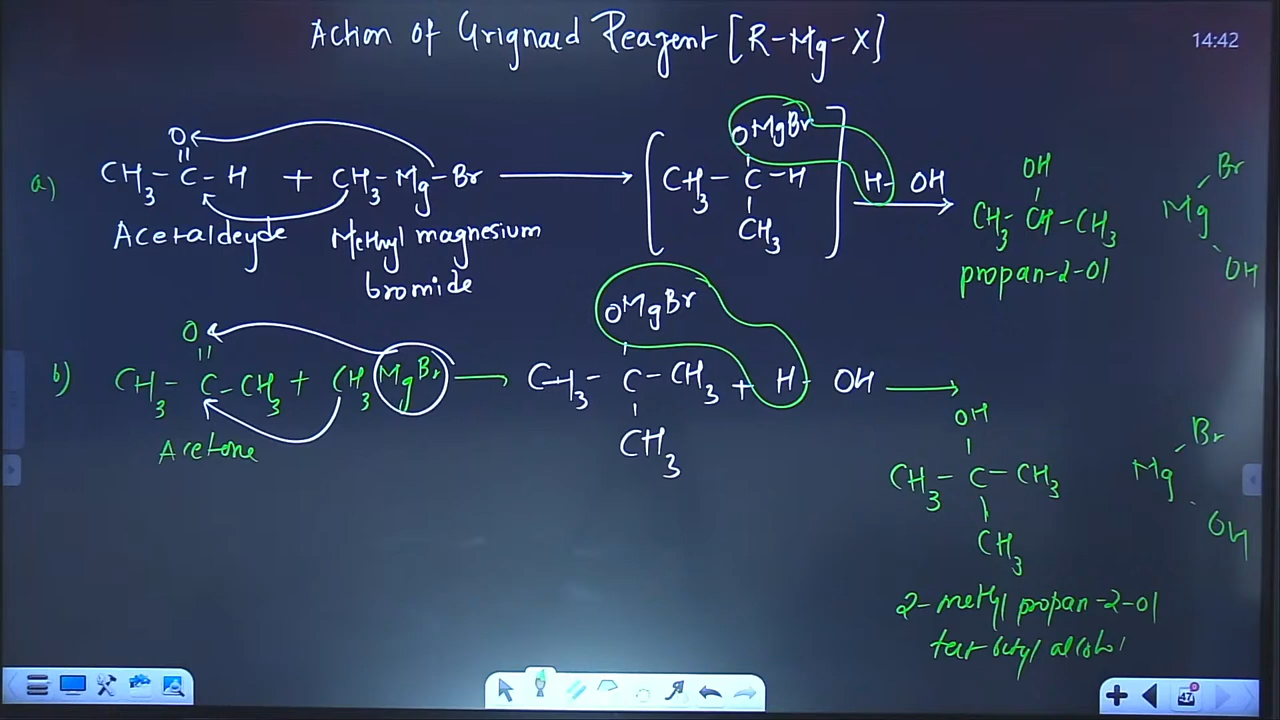 Action of Grignard Reagent [R-Mg-X]
14:42
a)
O
CH3 - C - H + CH3-Mg-Br
Acetaldeyde
Methyl magnesium
bromide
OMgBr
CH3 - C - H
CH3
H- OH
OH
CH3 - CH - CH3
propan-2-ol
Br
Mg
OH
b)
O
CH3 - C - CH3 + CH3 MgBr
Acetone
OMgBr
CH3 - C - CH3 + H- OH
CH3
OH
CH3 - C - CH3
CH3
2-methyl propan-2-ol
tert butyl alcohol
Br
Mg
OH